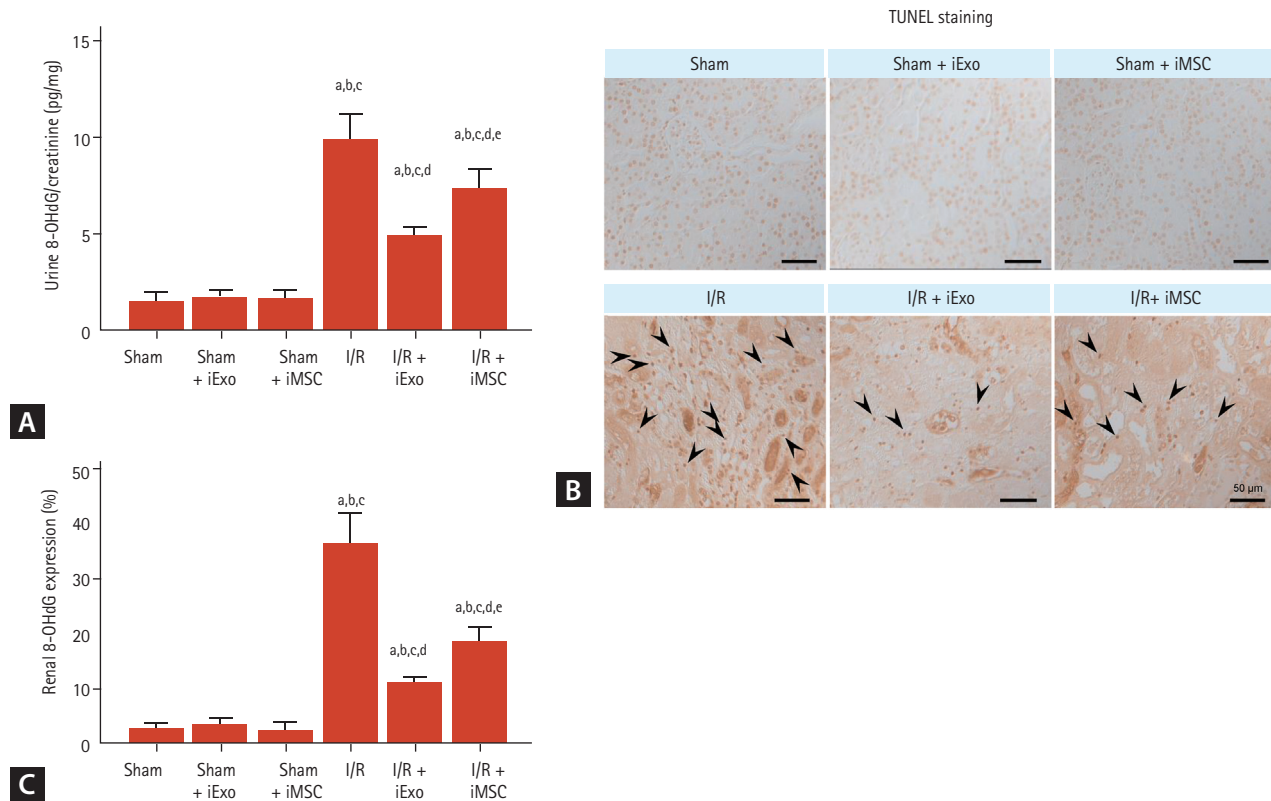 15
10
5
0
Urine 8-OHdG/creatinine (pg/mg)
a,b,c
a,b,c,d
a,b,c,d,e
Sham
Sham
+ iExo
Sham
+ iMSC
I/R
I/R +
iExo
I/R +
iMSC
A
TUNEL staining
Sham
Sham + iExo
Sham + iMSC
I/R
I/R + iExo
I/R+ iMSC
50 µm
B
50
40
30
20
10
0
Renal 8-OHdG expression (%)
a,b,c
a,b,c,d
a,b,c,d,e
Sham
Sham
+ iExo
Sham
+ iMSC
I/R
I/R +
iExo
I/R +
iMSC
C